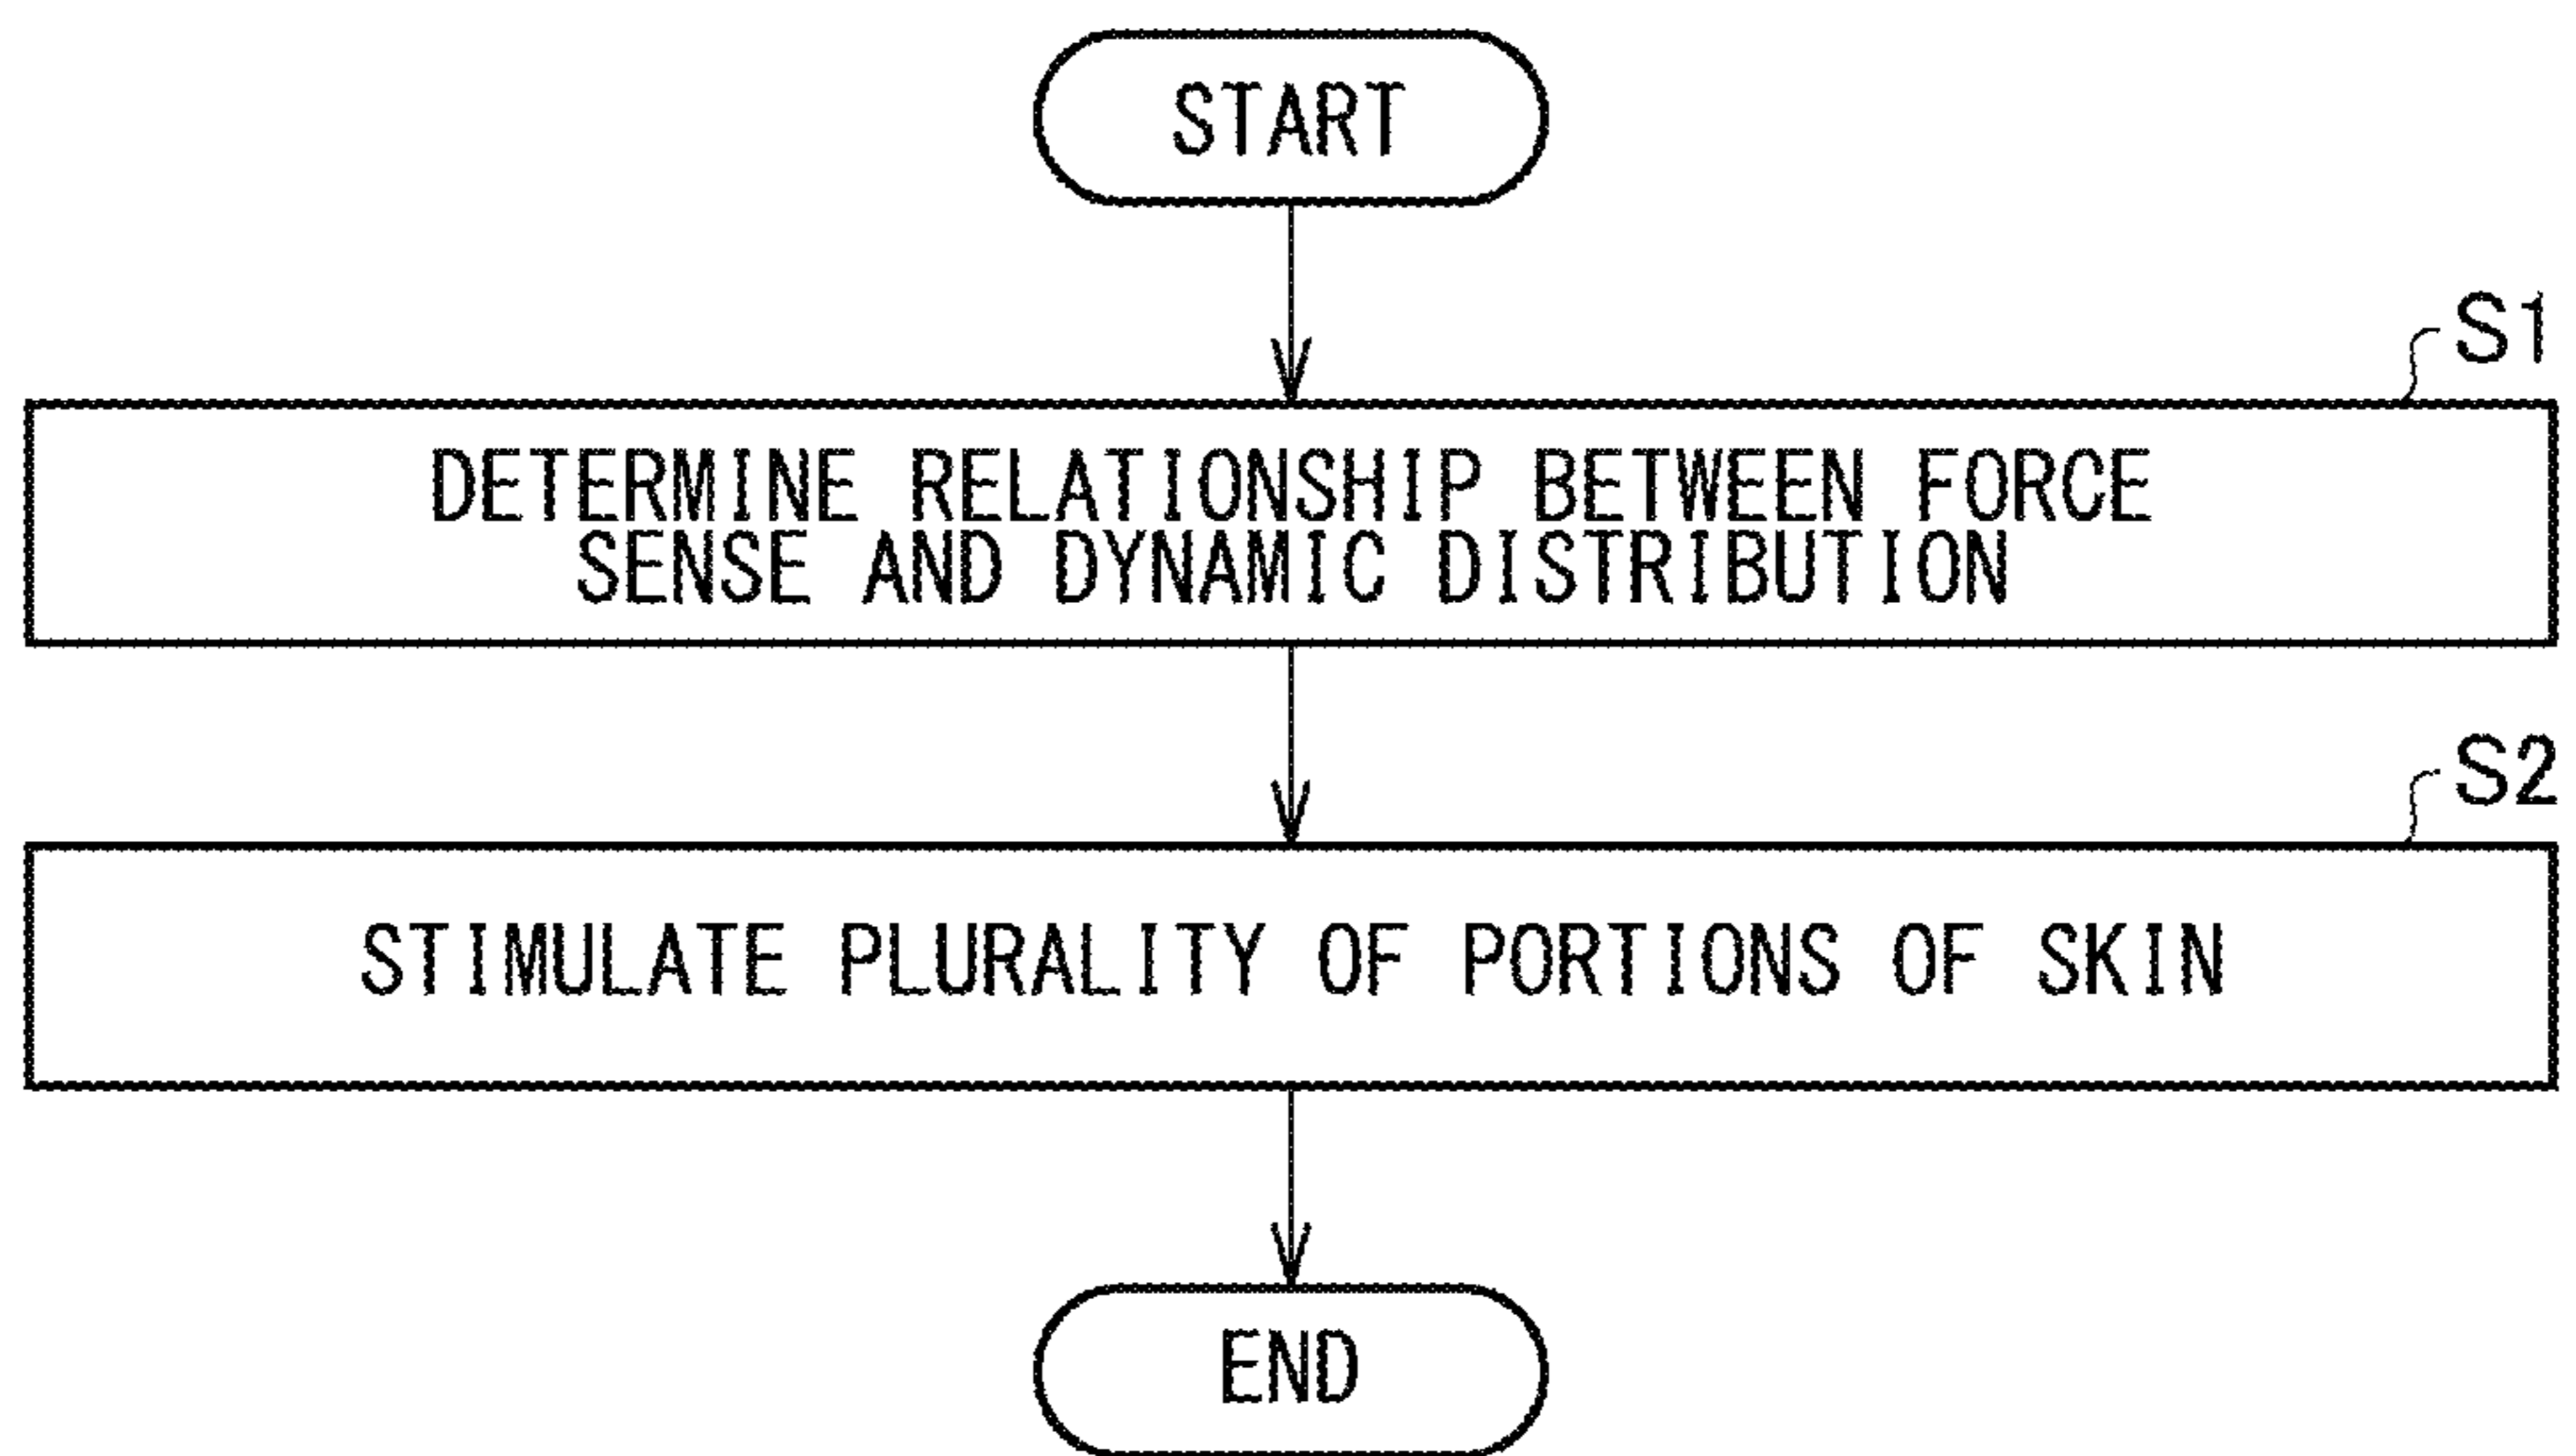 START
S1
DETERMINE RELATIONSHIP BETWEEN FORCE
SENSE AND DYNAMIC DISTRIBUTION
S2
STIMULATE PLURALITY OF PORTIONS OF SKIN
END